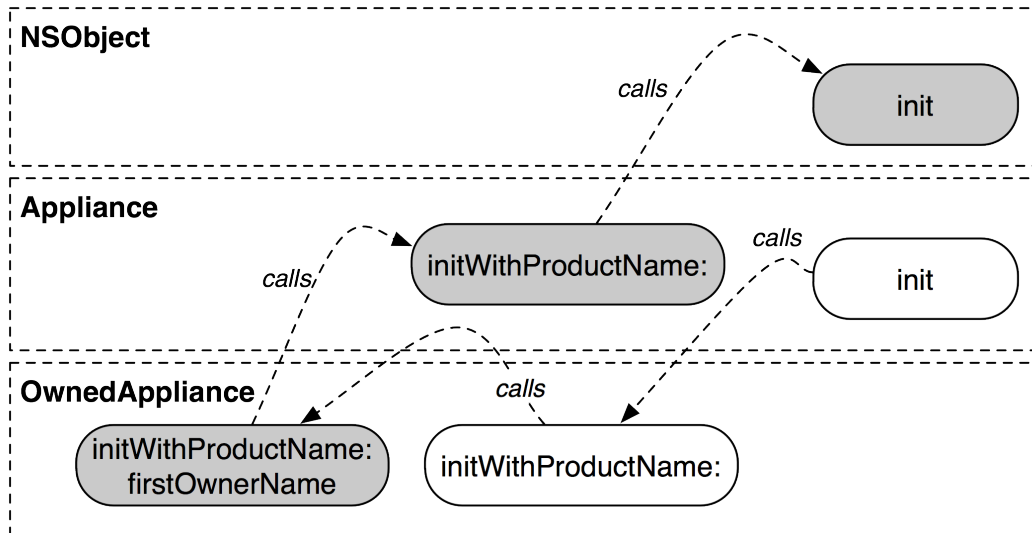 NSObject
calls
init
Appliance
calls
initWithProductName:
calls
init
OwnedAppliance
calls
initWithProductName:
firstOwnerName
initWithProductName: